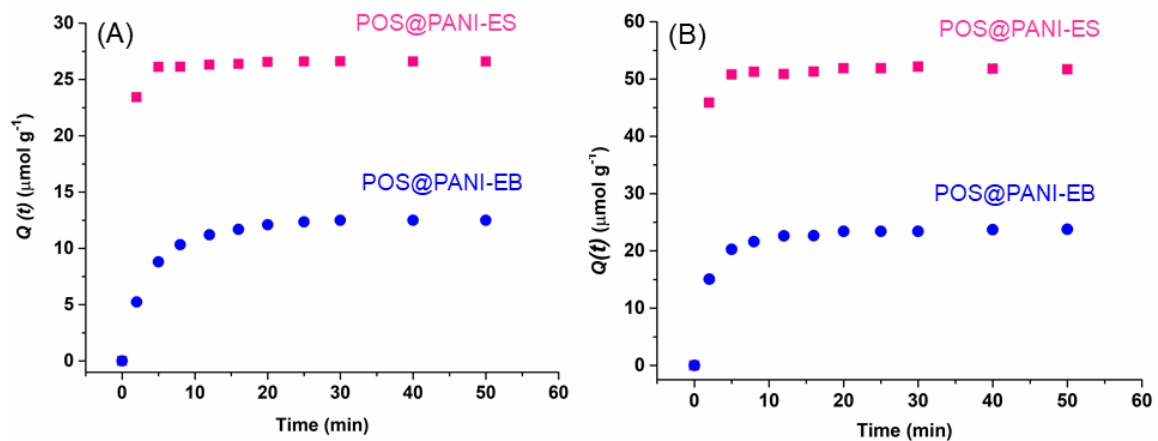 (A)
POS@PANI-ES
POS@PANI-EB
Q (t) (μmol g⁻¹)
30
25
20
15
10
5
0
0 10 20 30 40 50 60
Time (min)
(B)
POS@PANI-ES
POS@PANI-EB
Q(t) (μmol g⁻¹)
60
50
40
30
20
10
0
0 10 20 30 40 50 60
Time (min)